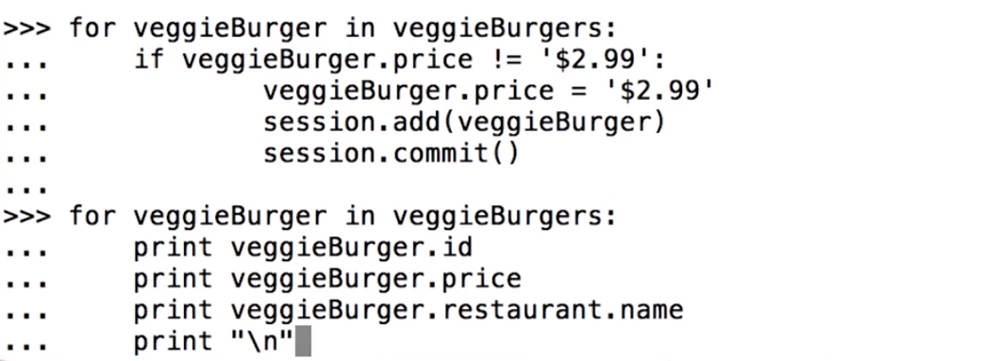 >>> for veggieBurger in veggieBurgers:
...     if veggieBurger.price != '$2.99':
...             veggieBurger.price = '$2.99'
...             session.add(veggieBurger)
...             session.commit()
...
>>> for veggieBurger in veggieBurgers:
...     print veggieBurger.id
...     print veggieBurger.price
...     print veggieBurger.restaurant.name
...     print "\n"